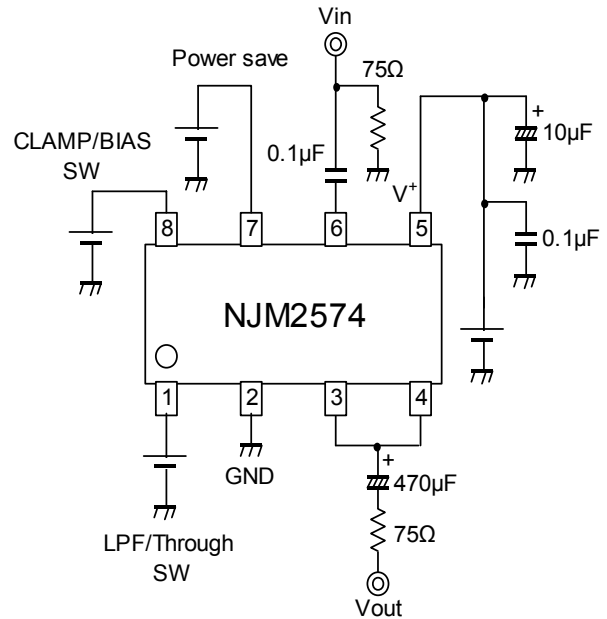 Vin
Power save
75Ω
CLAMP/BIAS
SW
0.1µF
V+
+
10µF
0.1µF
8
7
6
5
NJM2574
1
2
3
4
GND
+
470µF
75Ω
LPF/Through
SW
Vout